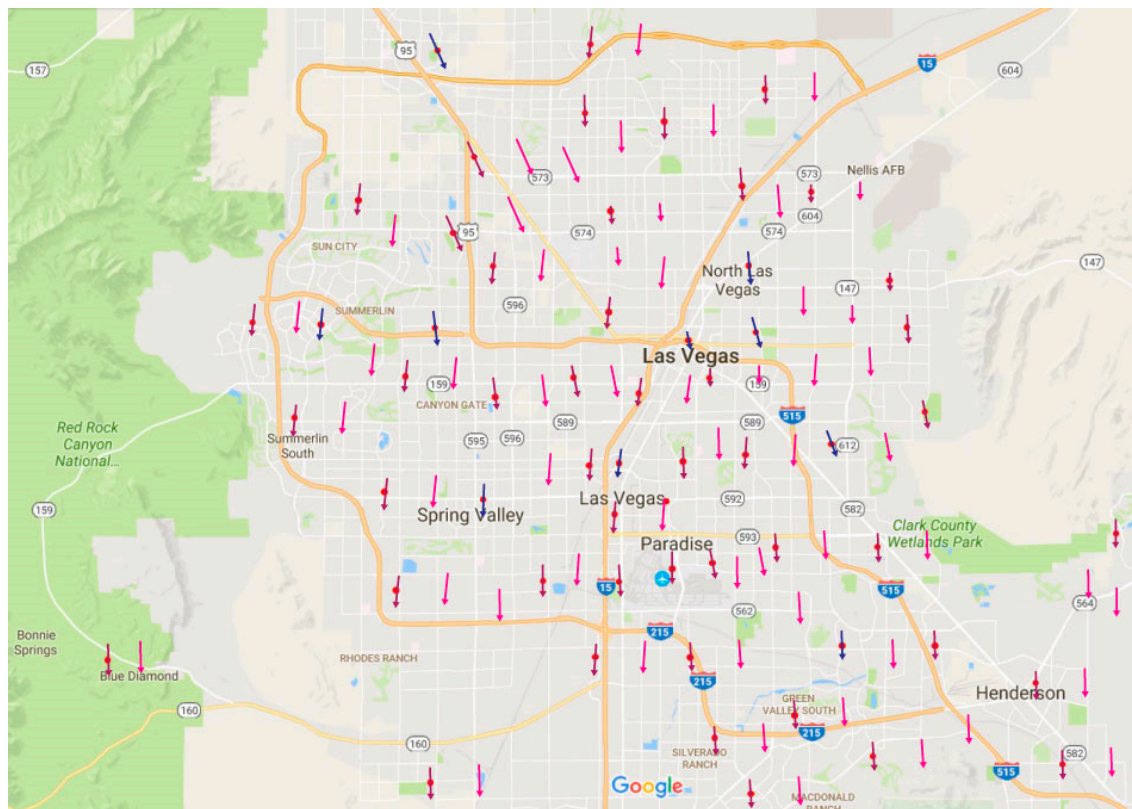 95
157
15
604
573
Nellis AFB
573
604
95
574
574
SUN CITY
147
North Las
Vegas
147
596
SUMMERLIN
Las Vegas
159
159
CANYON GATE
515
589
589
Red Rock
Canyon
National...
Summerlin
South
595
596
612
159
Las Vegas
592
Spring Valley
582
Clark County
Wetlands Park
593
Paradise
15
515
564
562
Bonnie
Springs
215
RHODES RANCH
Blue Diamond
215
Henderson
GREEN
VALLEY SOUTH
160
215
160
SILVERADO
RANCH
582
515
Google
MACDONALD
RANCH